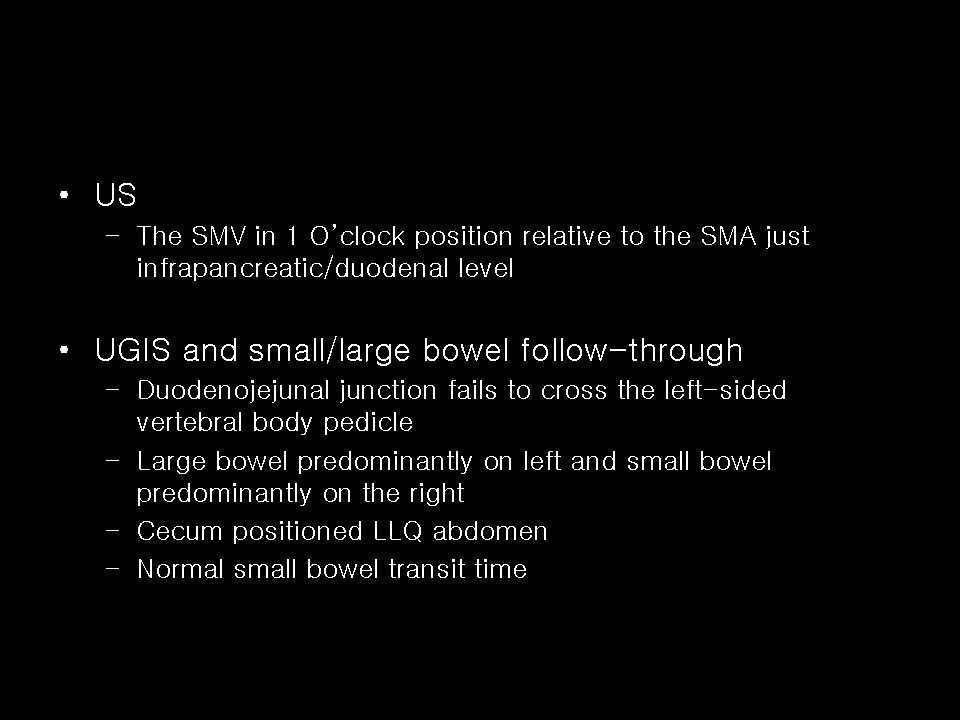 • US
– The SMV in 1 O’clock position relative to the SMA just
infrapancreatic/duodenal level
• UGIS and small/large bowel follow-through
– Duodenojejunal junction fails to cross the left-sided
vertebral body pedicle
– Large bowel predominantly on left and small bowel
predominantly on the right
– Cecum positioned LLQ abdomen
– Normal small bowel transit time